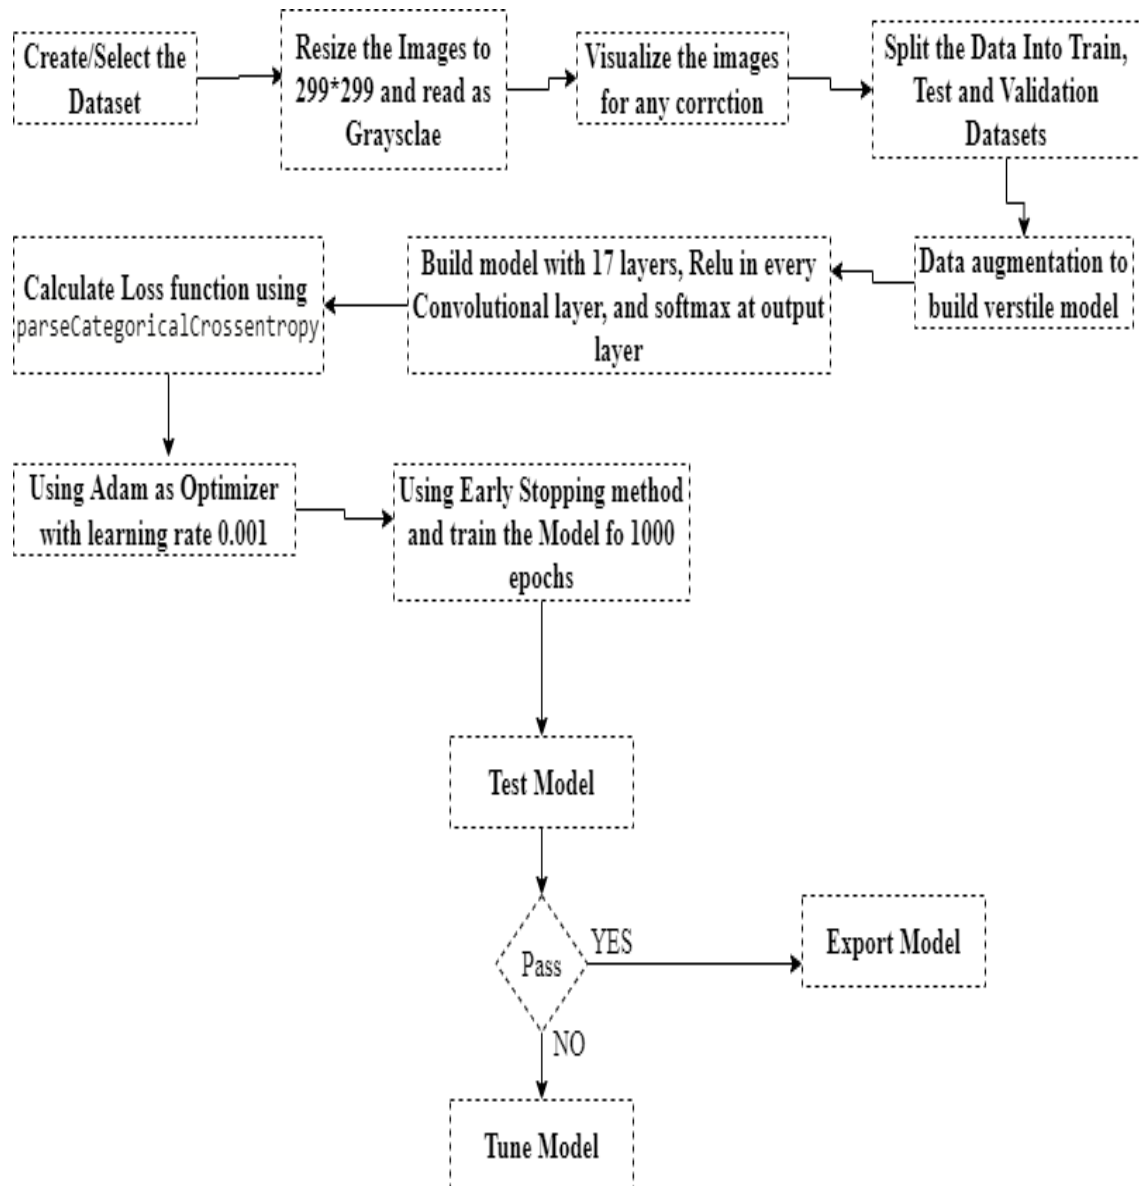 Create/Select the
Dataset
Resize the Images to
299*299 and read as
Graysclae
Visualize the images
for any corrction
Split the Data Into Train,
Test and Validation
Datasets
Data augmentation to
build verstile model
Build model with 17 layers, Relu in every
Convolutional layer, and softmax at output
layer
Calculate Loss function using
parseCategoricalCrossentropy
Using Adam as Optimizer
with learning rate 0.001
Using Early Stopping method
and train the Model fo 1000
epochs
Test Model
Pass
YES
Export Model
NO
Tune Model